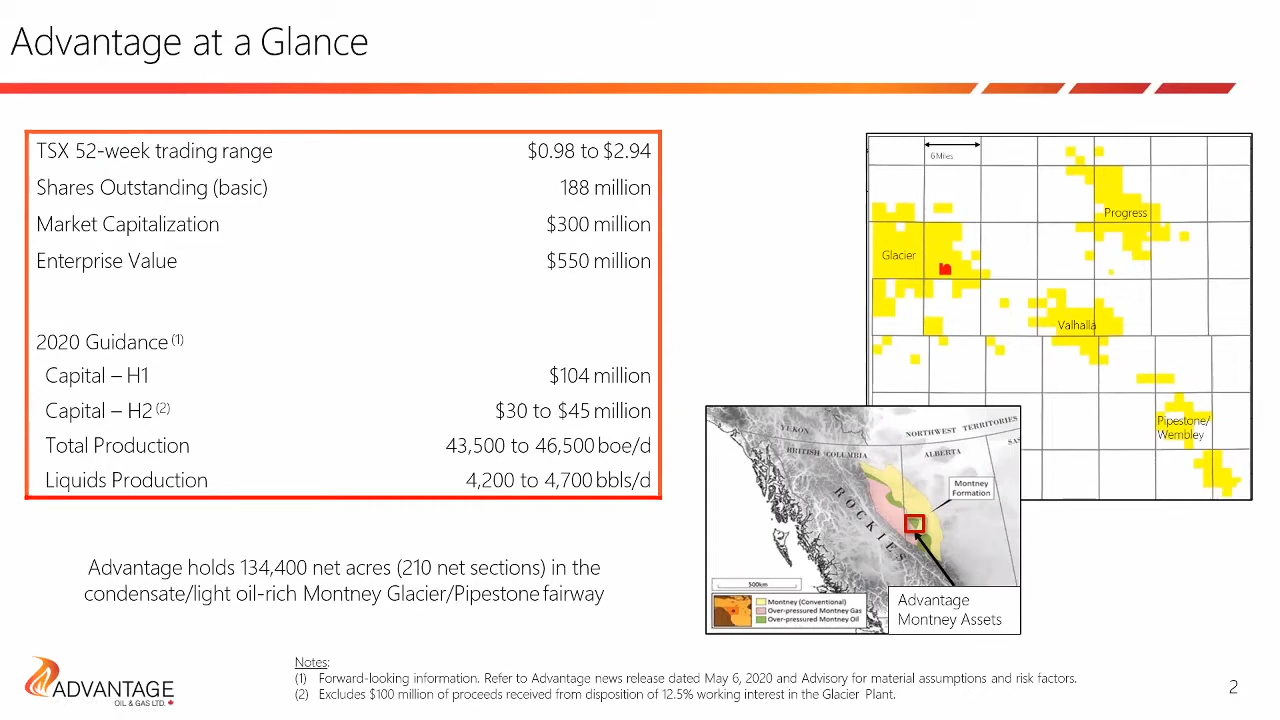 Advantage at a Glance
TSX 52-week trading range $0.98 to $2.94
Shares Outstanding (basic) 188 million
Market Capitalization $300 million
Enterprise Value $550 million
2020 Guidance (1)
Capital – H1 $104 million
Capital – H2 (2) $30 to $45 million
Total Production 43,500 to 46,500 boe/d
Liquids Production 4,200 to 4,700 bbls/d
Advantage holds 134,400 net acres (210 net sections) in the
condensate/light oil-rich Montney Glacier/Pipestone fairway
6 Miles
Progress
Glacier
Valhalla
Pipestone/
Wembley
YUKON
NORTHWEST TERRITORIES
BRITISH COLUMBIA
ALBERTA
SAS
Montney
Formation
ROCKIES
500km
Montney (Conventional)
Over-pressured Montney Gas
Over-pressured Montney Oil
Advantage
Montney Assets
ADVANTAGE
OIL & GAS LTD.
Notes:
(1) Forward-looking information. Refer to Advantage news release dated May 6, 2020 and Advisory for material assumptions and risk factors.
(2) Excludes $100 million of proceeds received from disposition of 12.5% working interest in the Glacier Plant.
2